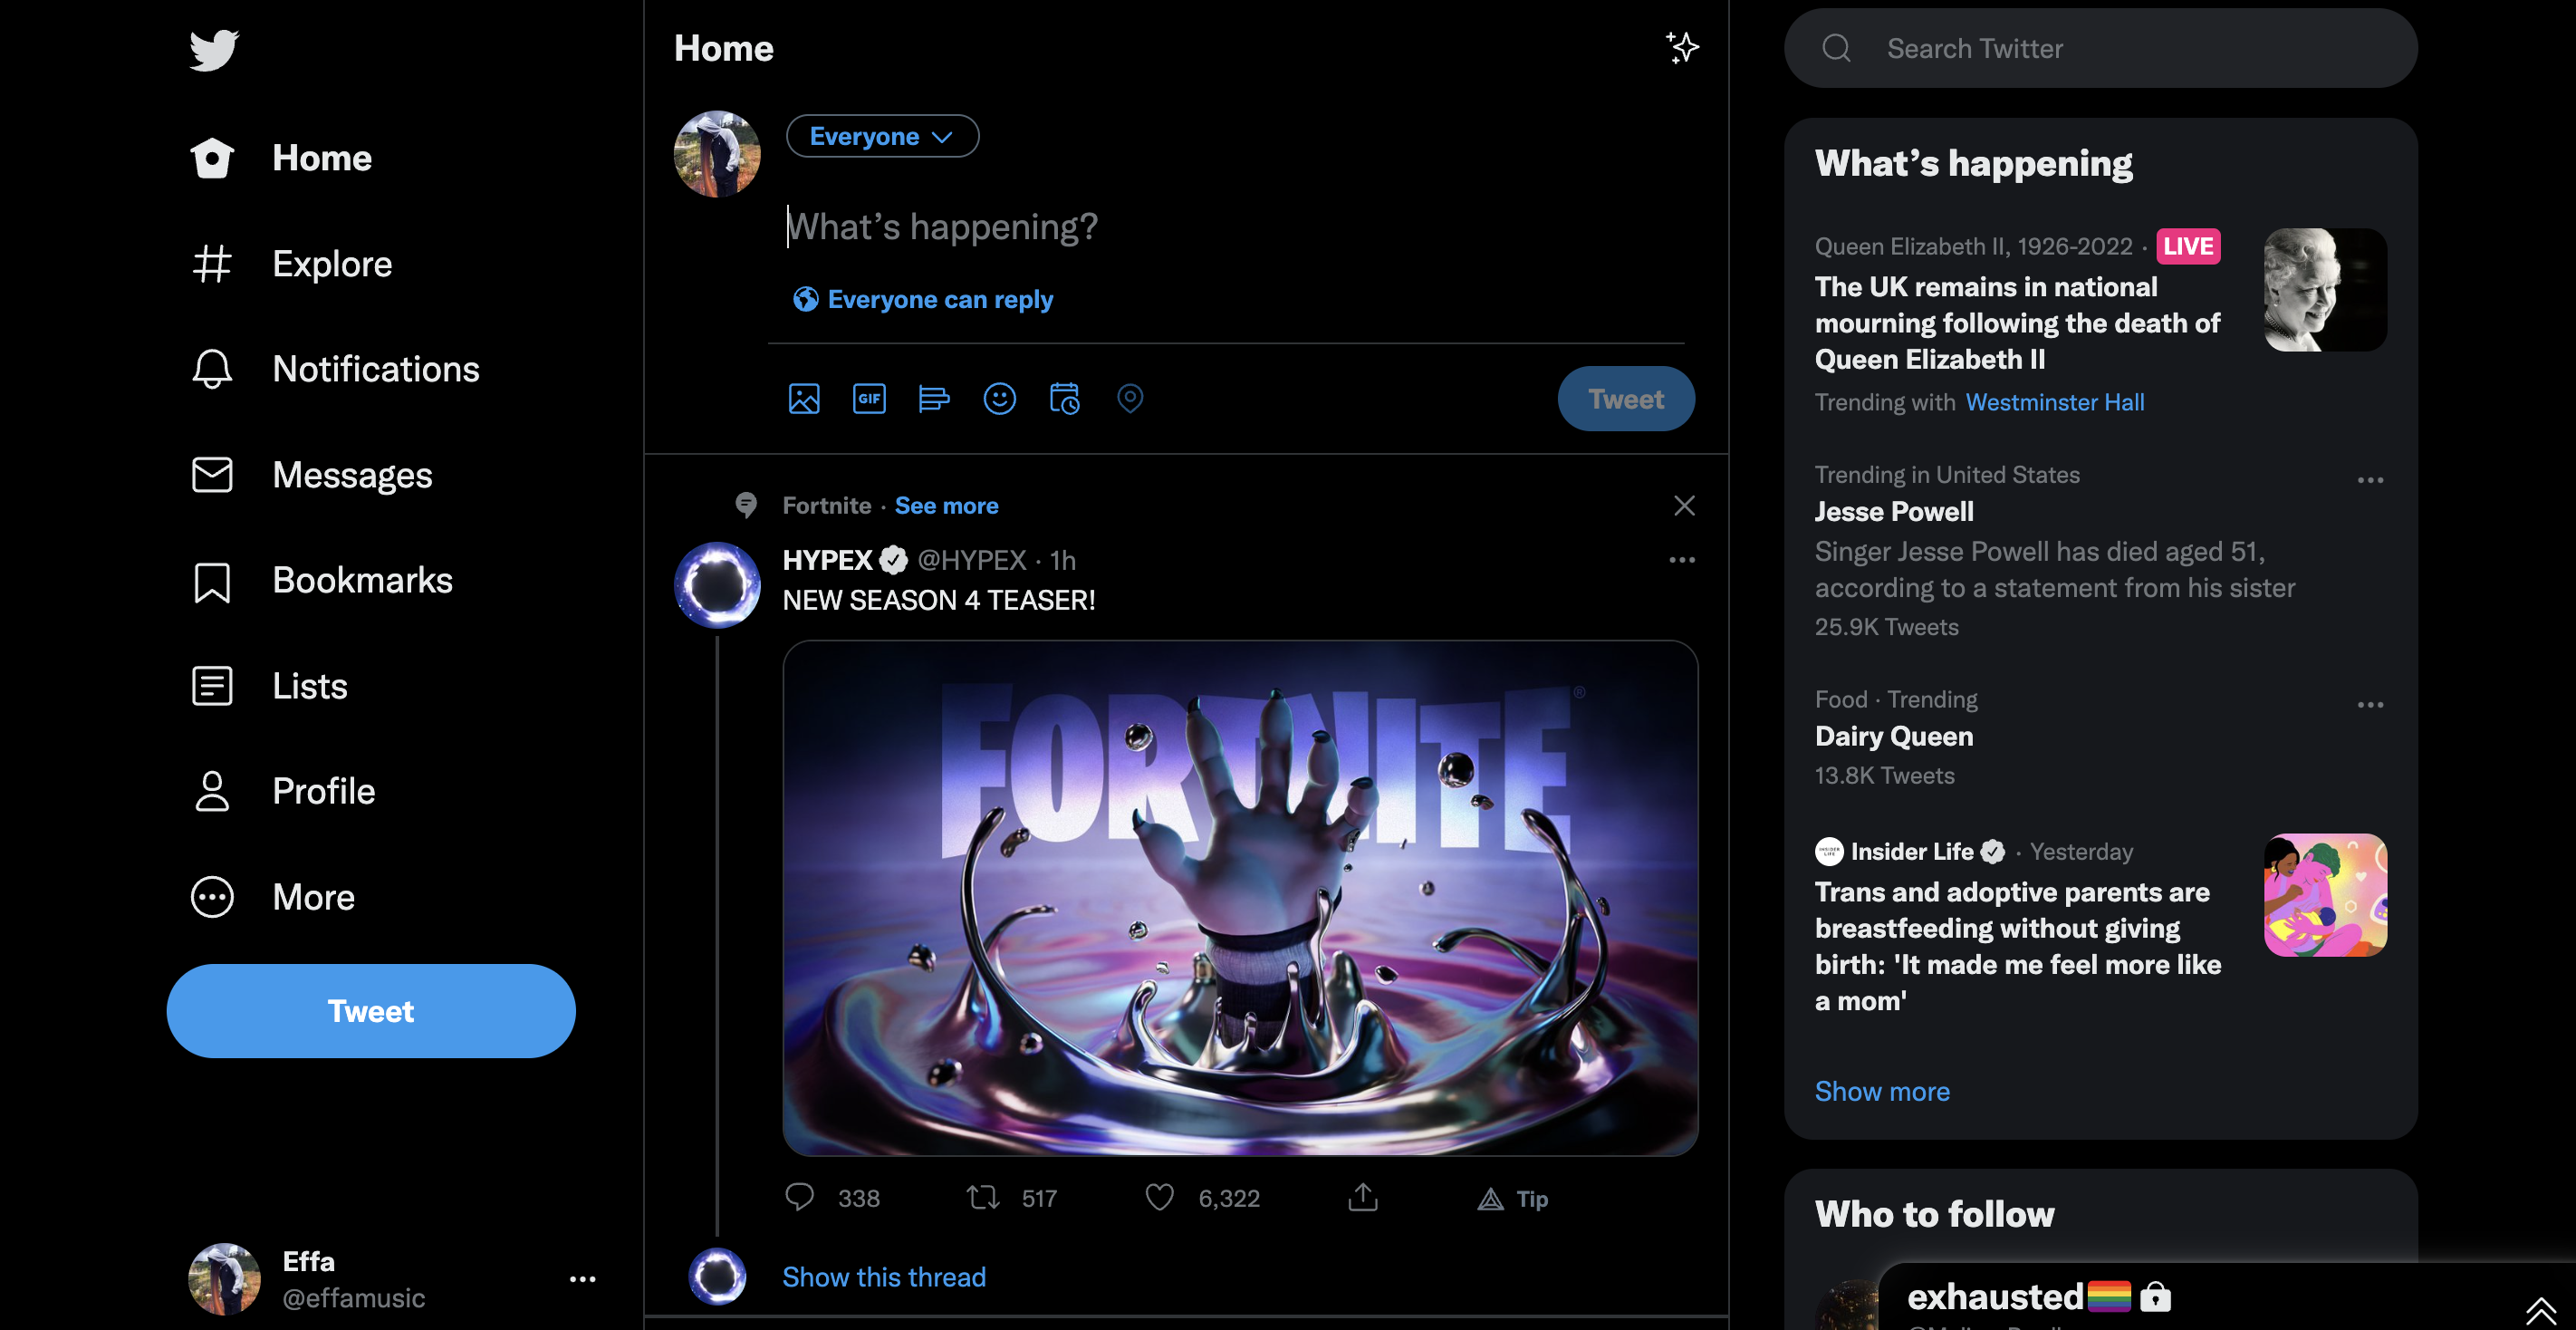 Home
Explore
Notifications
Messages
Bookmarks
Lists
Profile
More
Tweet
Effa
@effamusic
Home
Everyone
What's happening?
Everyone can reply
GIF
Tweet
Fortnite · See more
HYPEX @HYPEX · 1h
NEW SEASON 4 TEASER!
FORTNITE®
338 517 6,322 Tip
Show this thread
Search Twitter
What's happening
Queen Elizabeth II, 1926-2022 · LIVE
The UK remains in national
mourning following the death of
Queen Elizabeth II
Trending with Westminster Hall
Trending in United States
Jesse Powell
Singer Jesse Powell has died aged 51,
according to a statement from his sister
25.9K Tweets
Food · Trending
Dairy Queen
13.8K Tweets
INSIDER
LIFE
Insider Life · Yesterday
Trans and adoptive parents are
breastfeeding without giving
birth: 'It made me feel more like
a mom'
Show more
Who to follow
exhausted